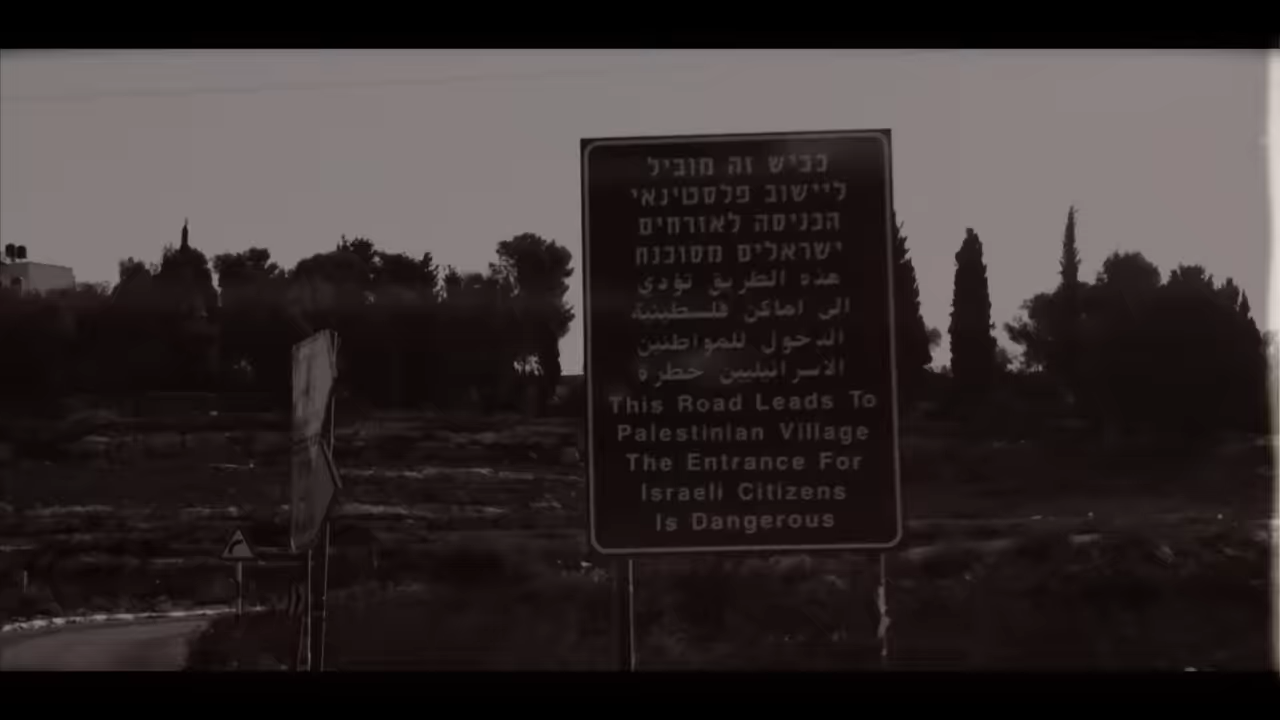 כביש זה מוביל
ליישוב פלסטינאי
הכניסה לאזרחים
ישראלים מסוכנת
هذه الطريق تؤدي
الى اماكن فلسطينية
الدخول للمواطنين
الاسرائيليين خطرة
This Road Leads To
Palestinian Village
The Entrance For
Israeli Citizens
Is Dangerous